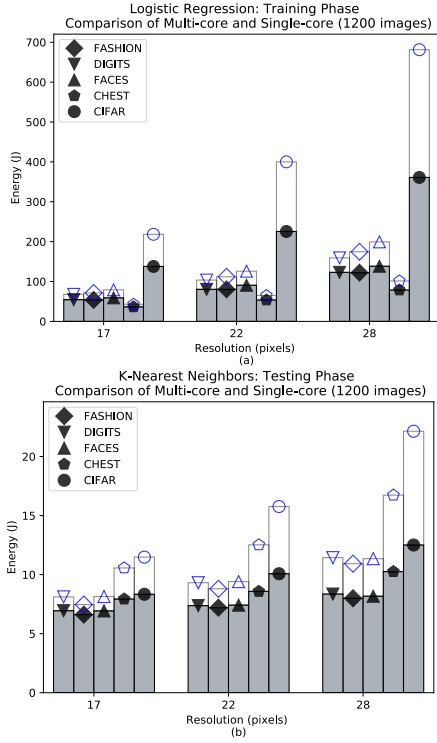 Logistic Regression: Training Phase
Comparison of Multi-core and Single-core (1200 images)
700
600
500
400
300
200
100
0
Energy (J)
FASHION
DIGITS
FACES
CHEST
CIFAR
17
22
28
Resolution (pixels)
(a)
K-Nearest Neighbors: Testing Phase
Comparison of Multi-core and Single-core (1200 images)
20
15
10
5
0
Energy (J)
FASHION
DIGITS
FACES
CHEST
CIFAR
17
22
28
Resolution (pixels)
(b)